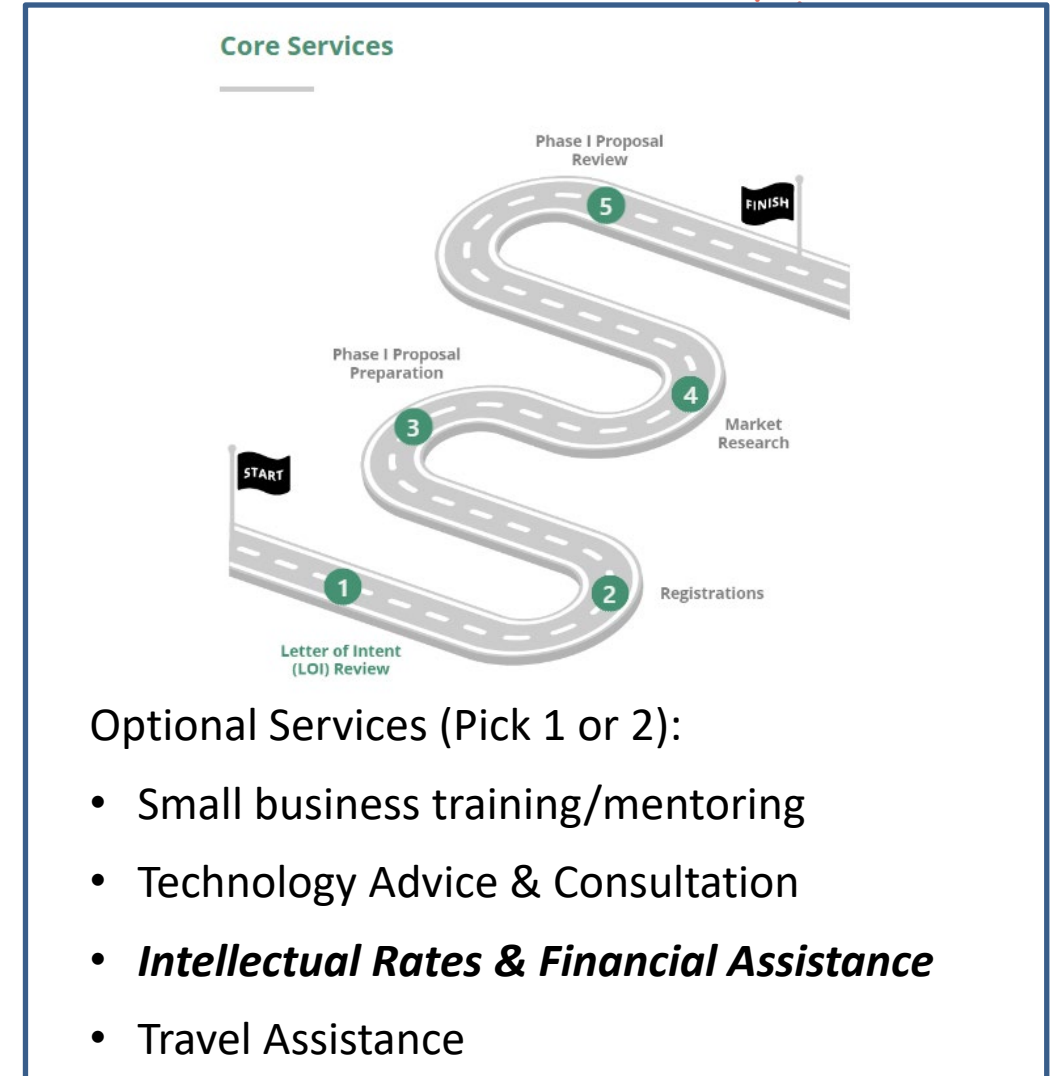 Core Services
Phase I Proposal
Review
5
FINISH
Phase I Proposal
Preparation
4
3
Market
Research
START
1
2
Registrations
Letter of Intent
(LOI) Review
Optional Services (Pick 1 or 2):
• Small business training/mentoring
• Technology Advice & Consultation
• Intellectual Rates & Financial Assistance
• Travel Assistance